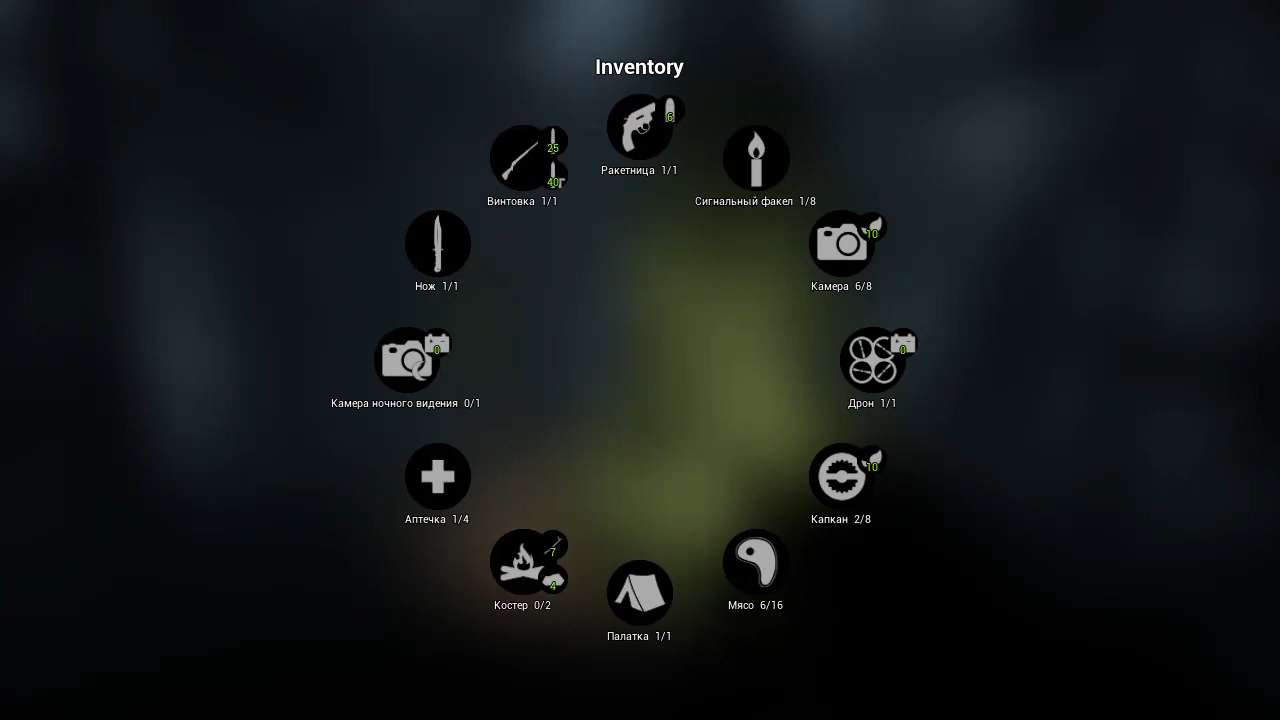 Inventory
6
Ракетница 1/1
25
40
Винтовка 1/1
Сигнальный факел 1/8
Нож 1/1
10
Камера 6/8
0
Камера ночного видения 0/1
0
Дрон 1/1
Аптечка 1/4
10
Капкан 2/8
7
4
Костер 0/2
Мясо 6/16
Палатка 1/1